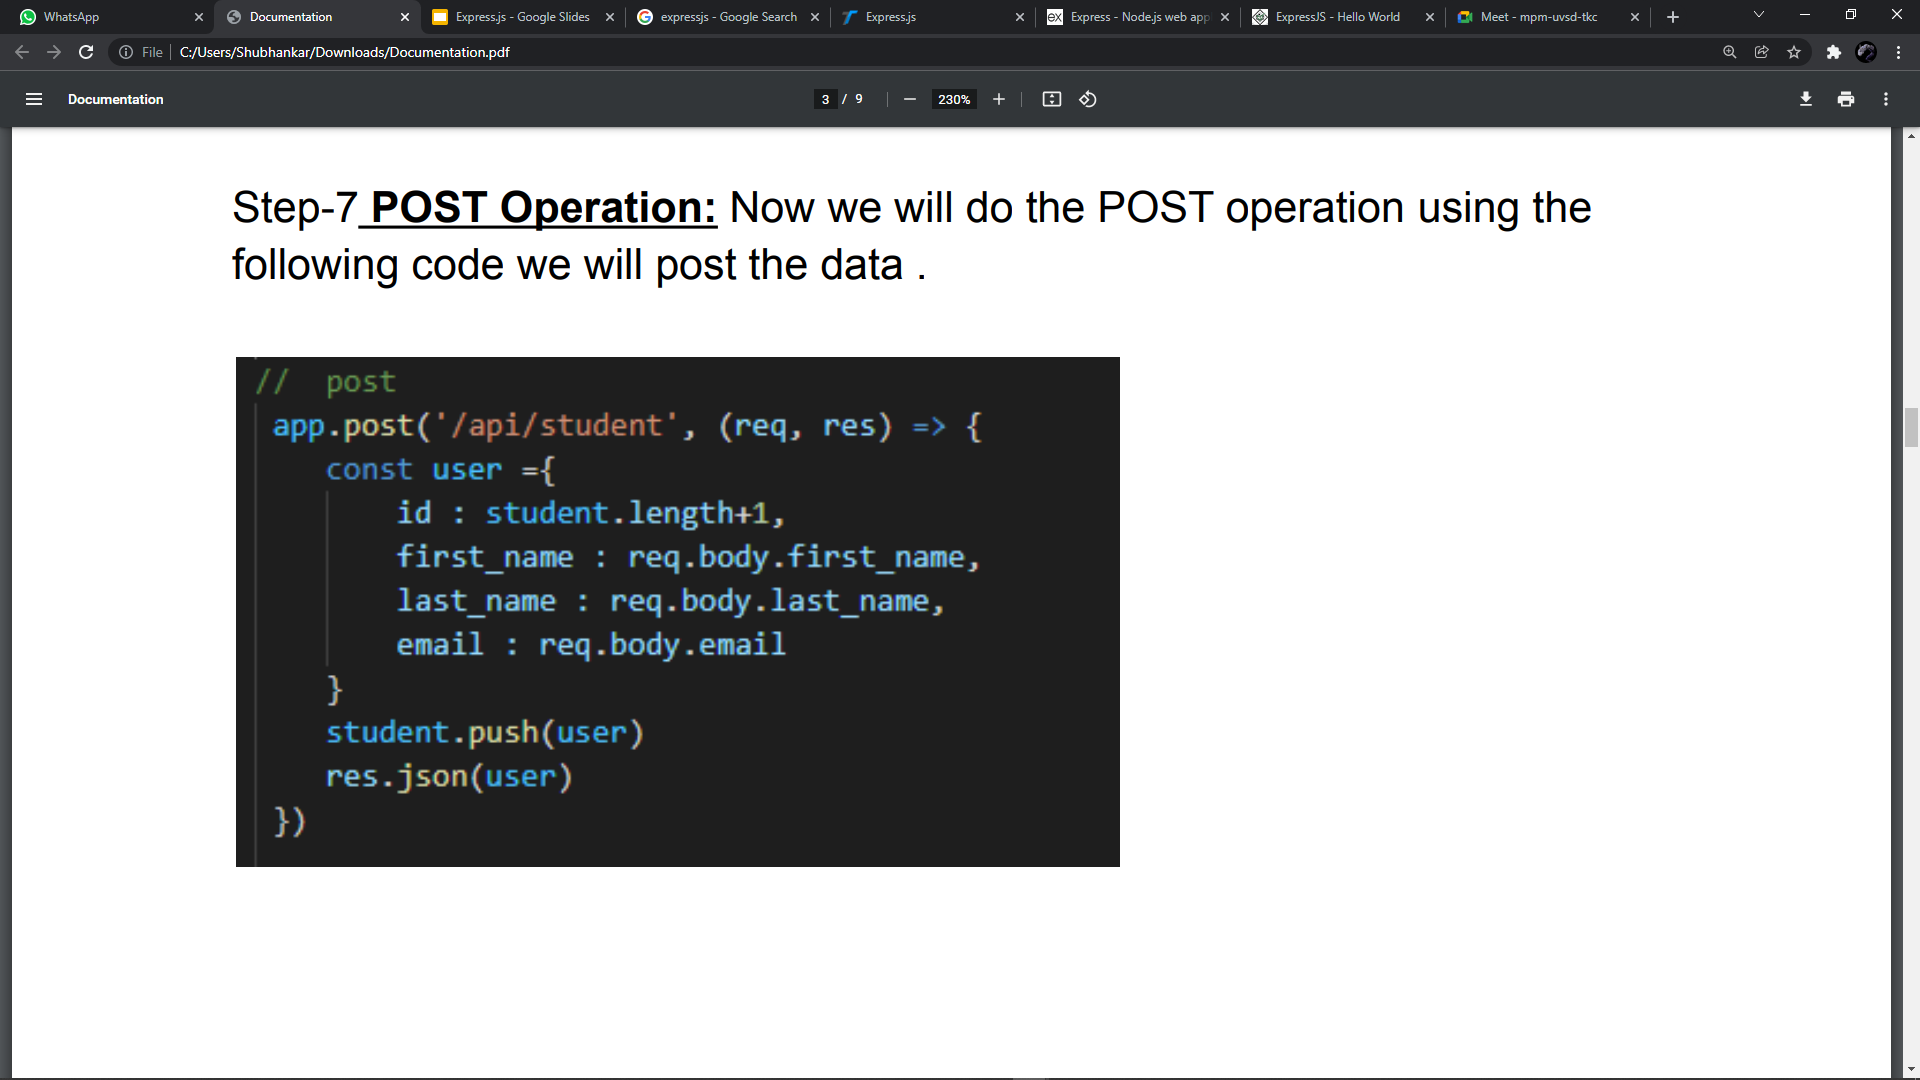 WhatsApp
Documentation
Express.js - Google Slides
expressjs - Google Search
Express.js
Express - Node.js web app
ExpressJS - Hello World
Meet - mpm-uvsd-tkc
File
C:/Users/Shubhankar/Downloads/Documentation.pdf
Documentation
3 / 9
230%
Step-7 POST Operation: Now we will do the POST operation using the
following code we will post the data .
// post
app.post('/api/student', (req, res) => {
const user ={
id : student.length+1,
first_name : req.body.first_name,
last_name : req.body.last_name,
email : req.body.email
}
student.push(user)
res.json(user)
})